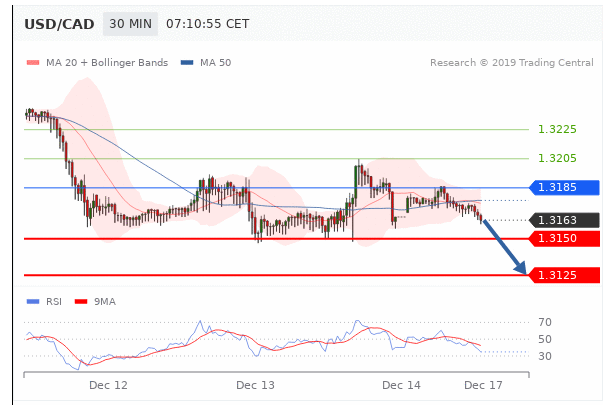 USD/CAD 30 MIN 07:10:55 CET
MA 20 + Bollinger Bands MA 50 Research © 2019 Trading Central
1.3225
1.3205
1.3185
1.3163
1.3150
1.3125
RSI 9MA
70
50
30
Dec 12 Dec 13 Dec 14 Dec 17